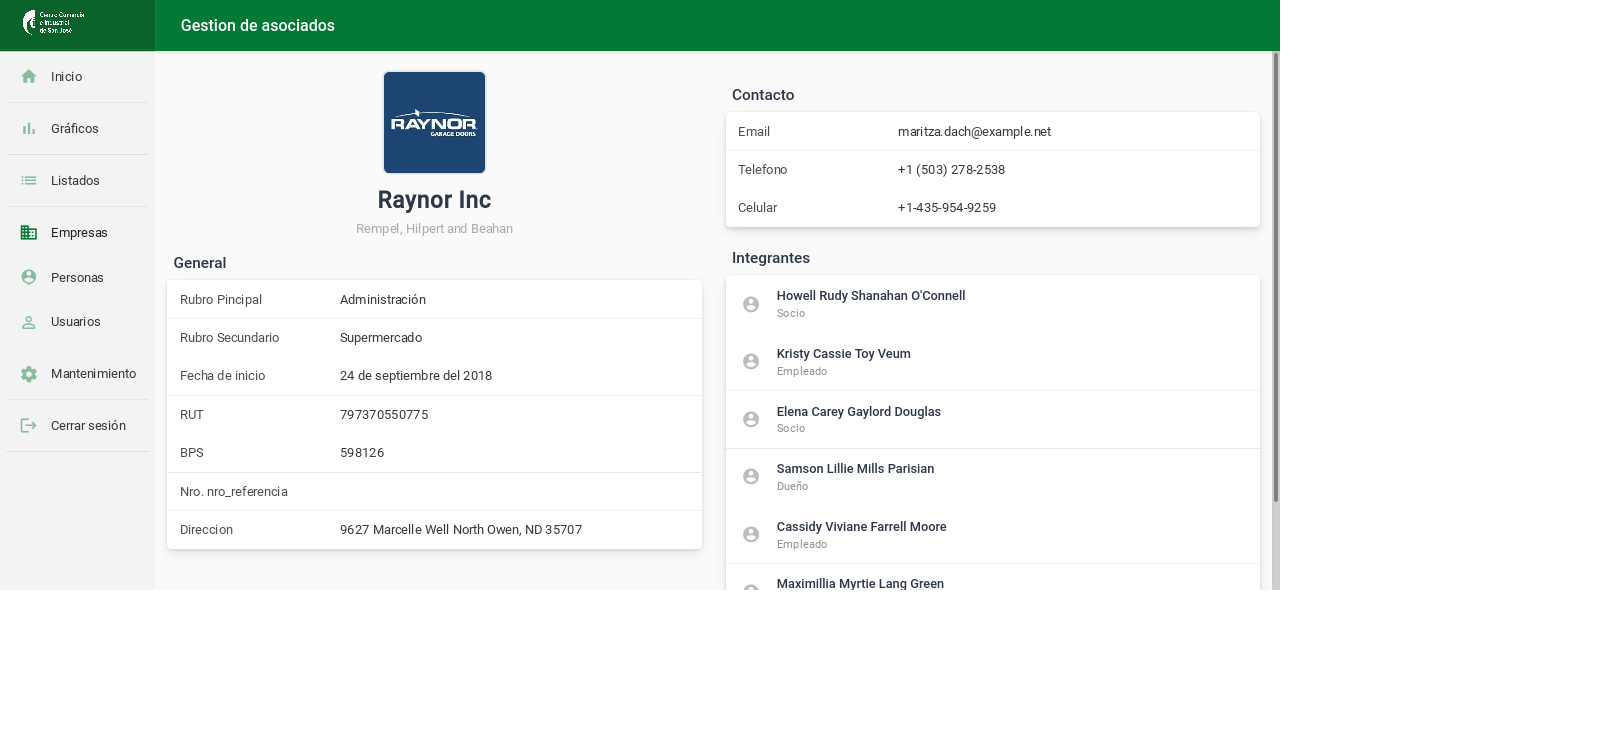 Centro Comercial
e Industrial
de San José
Gestion de asociados
Inicio
Gráficos
Listados
Empresas
Personas
Usuarios
Mantenimiento
Cerrar sesión
RAYNOR
GARAGE DOORS
Raynor Inc
Rempel, Hilpert and Beahan
General
Rubro Pincipal Administración
Rubro Secundario Supermercado
Fecha de inicio 24 de septiembre del 2018
RUT 797370550775
BPS 598126
Nro. nro_referencia
Direccion 9627 Marcelle Well North Owen, ND 35707
Contacto
Email maritza.dach@example.net
Telefono +1 (503) 278-2538
Celular +1-435-954-9259
Integrantes
Howell Rudy Shanahan O'Connell
Socio
Kristy Cassie Toy Veum
Empleado
Elena Carey Gaylord Douglas
Socio
Samson Lillie Mills Parisian
Dueño
Cassidy Viviane Farrell Moore
Empleado
Maximillia Myrtie Lang Green